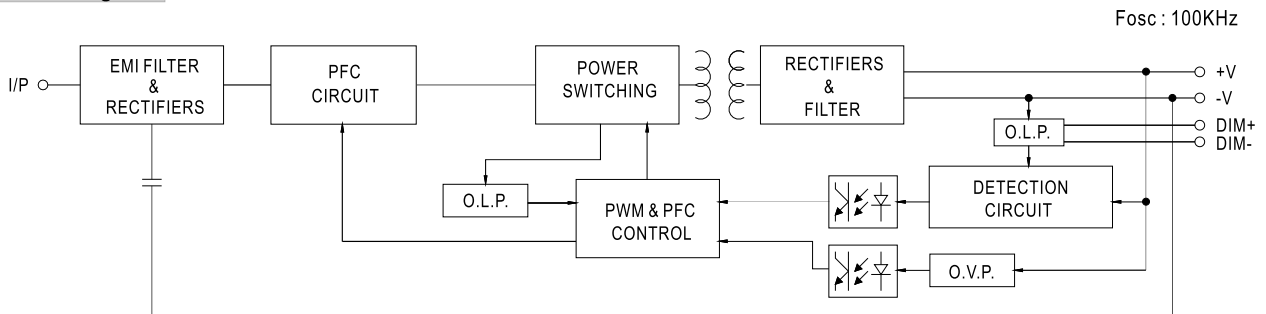 Fosc : 100KHz
I/P
EMI FILTER
&
RECTIFIERS
PFC
CIRCUIT
POWER
SWITCHING
RECTIFIERS
&
FILTER
+V
-V
DIM+
DIM-
O.L.P.
O.L.P.
PWM & PFC
CONTROL
DETECTION
CIRCUIT
O.V.P.